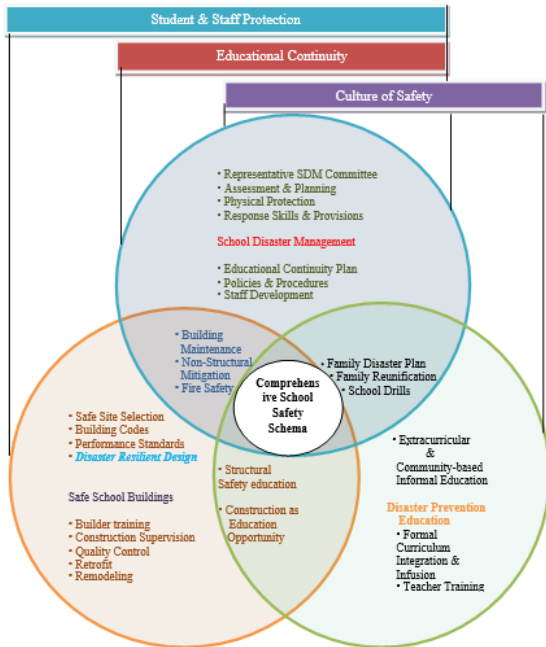 Student & Staff Protection
Educational Continuity
Culture of Safety
• Representative SDM Committee
• Assessment & Planning
• Physical Protection
• Response Skills & Provisions
School Disaster Management
• Educational Continuity Plan
• Policies & Procedures
• Staff Development
• Building
Maintenance
• Non-Structural
Mitigation
• Fire Safety
Comprehens
ive School
Safety
Schema
• Family Disaster Plan
• Family Reunification
• School Drills
• Safe Site Selection
• Building Codes
• Performance Standards
• Disaster Resilient Design
Safe School Buildings
• Builder training
• Construction Supervision
• Quality Control
• Retrofit
• Remodeling
• Structural
Safety education
• Construction as
Education
Opportunity
• Extracurricular
&
Community-based
Informal Education
Disaster Prevention
Education
• Formal
Curriculum
Integration &
Infusion
• Teacher Training